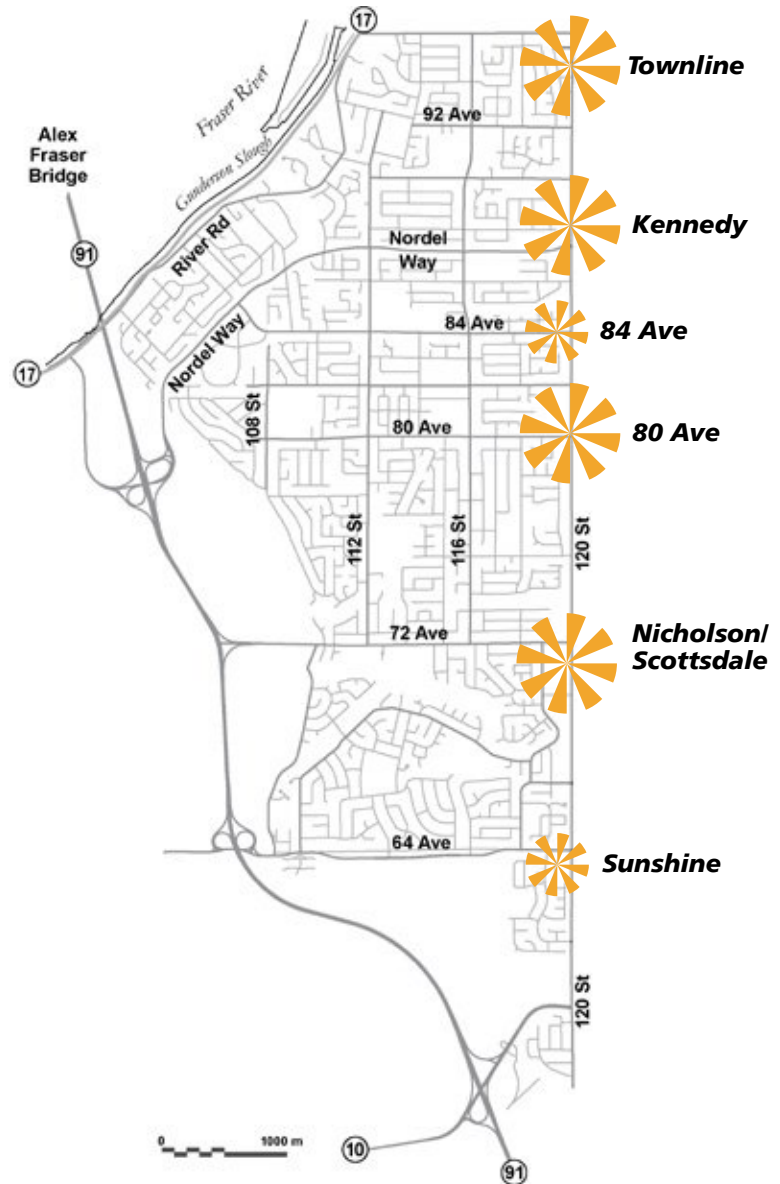 17
Townline
Fraser River
92 Ave
Alex
Fraser
Bridge
Gunderson Slough
Kennedy
River Rd
Nordel
Way
91
84 Ave
84 Ave
Nordel Way
17
108 St
80 Ave
80 Ave
112 St
116 St
120 St
72 Ave
Nicholson/
Scottsdale
64 Ave
Sunshine
120 St
0
1000 m
10
91